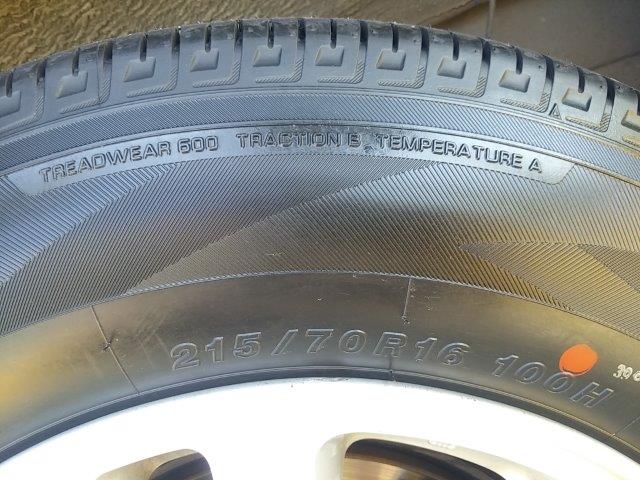 TREADWEAR 600 TRACTION B TEMPERATURE A
215/70R16 100H